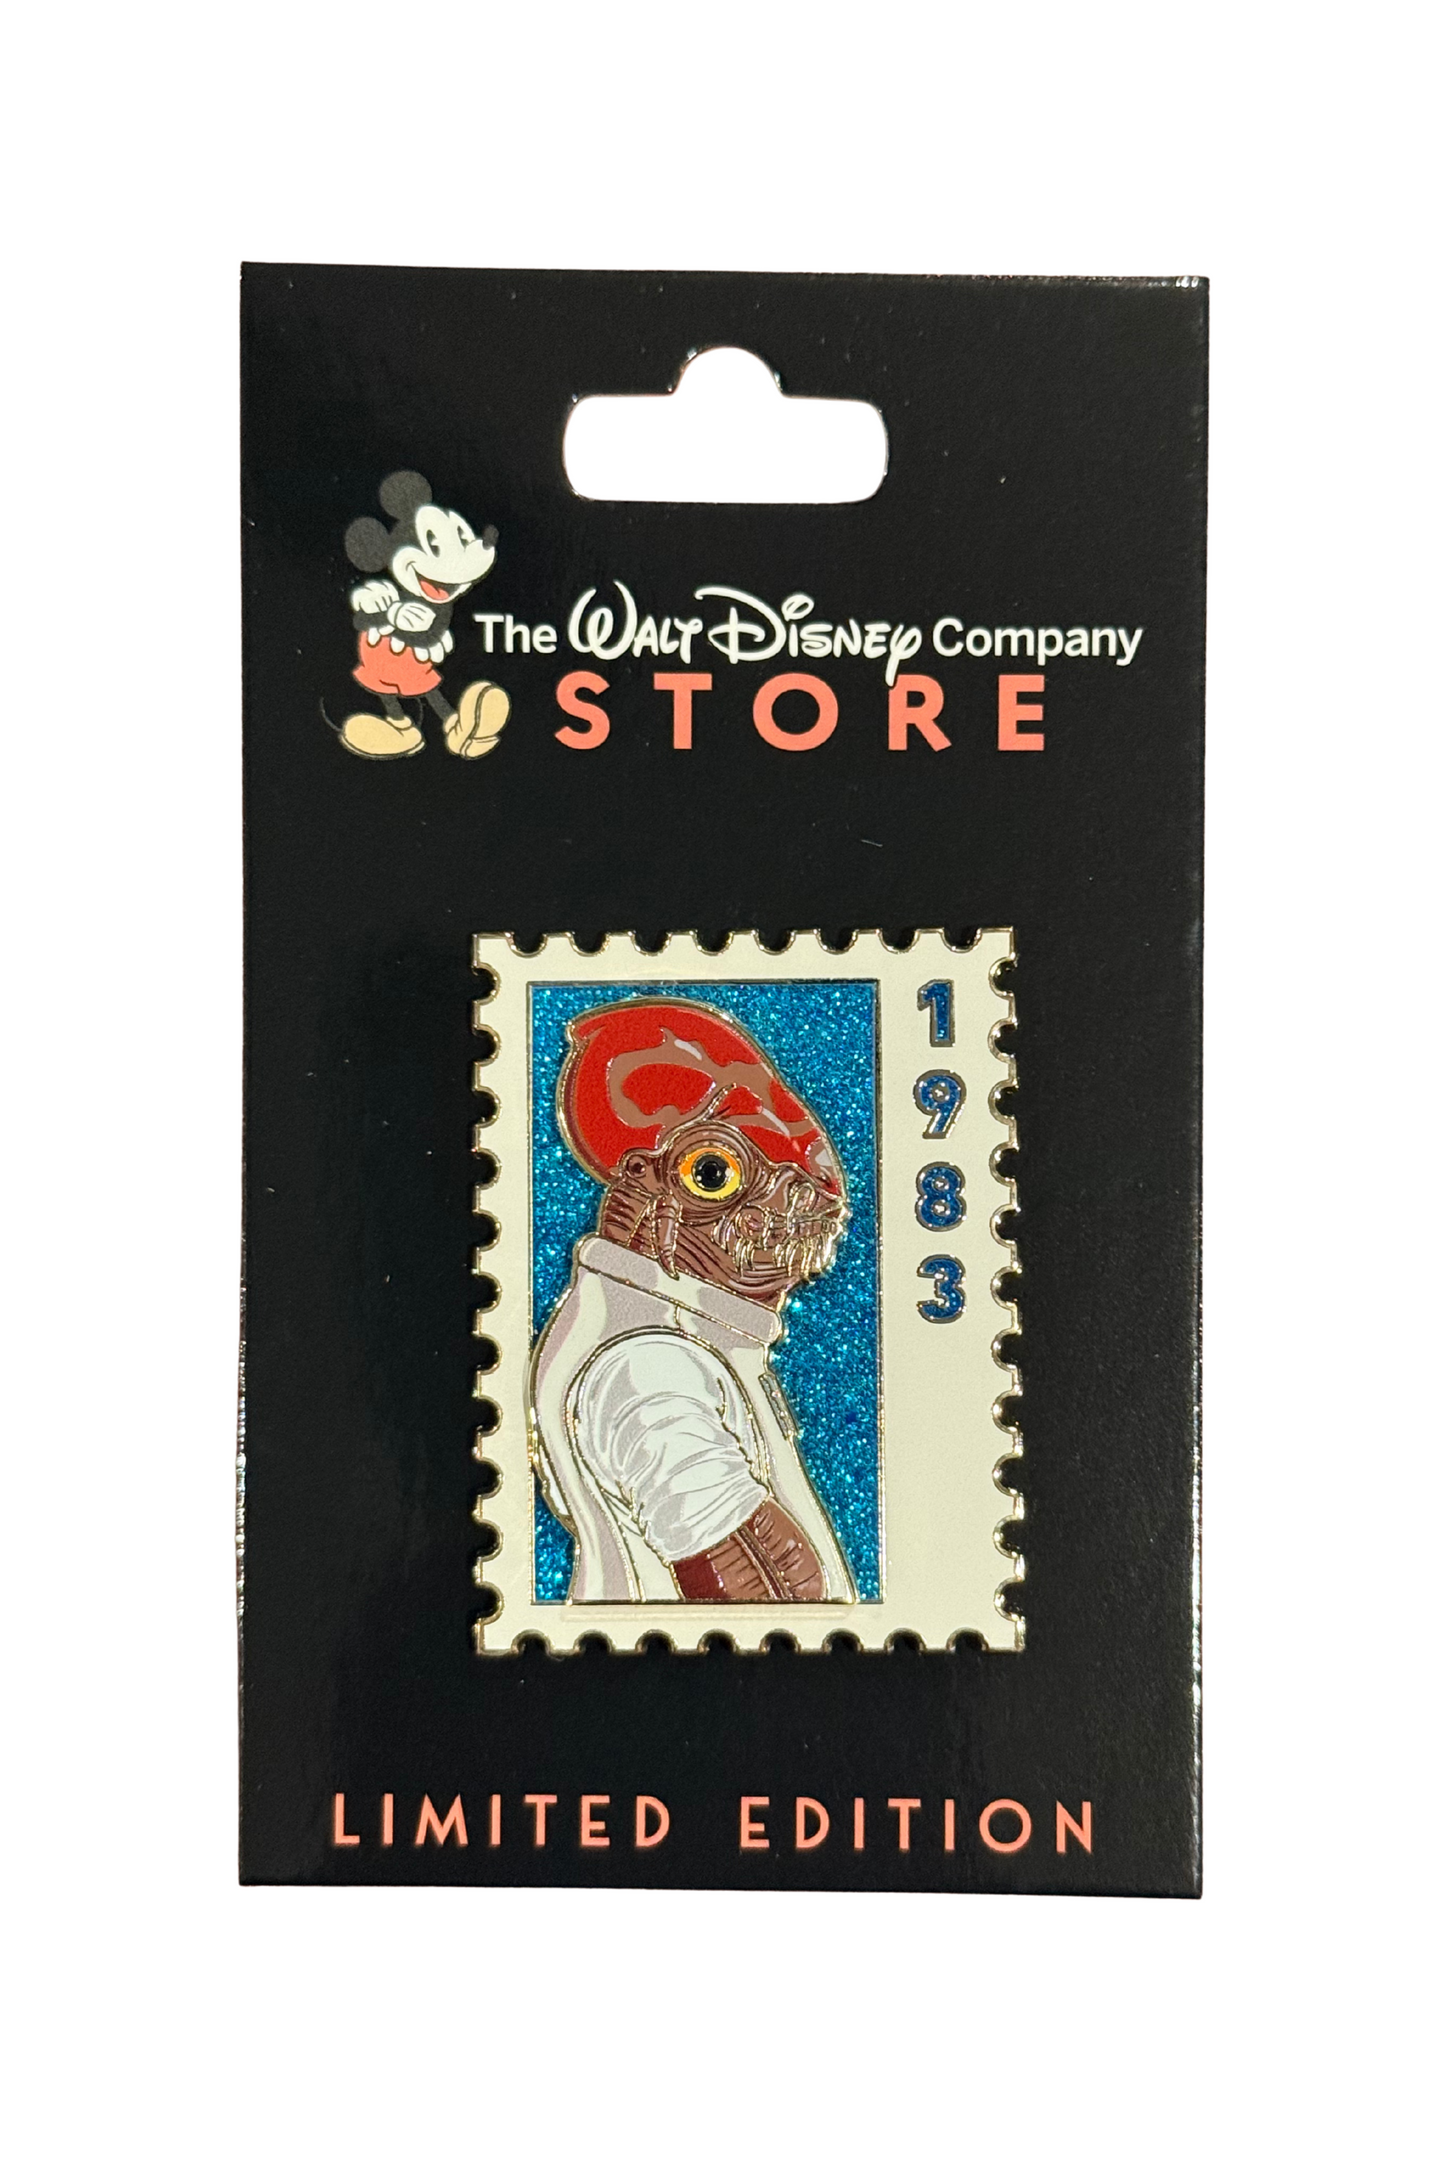 The Walt Disney Company
STORE
1
9
8
3
LIMITED EDITION